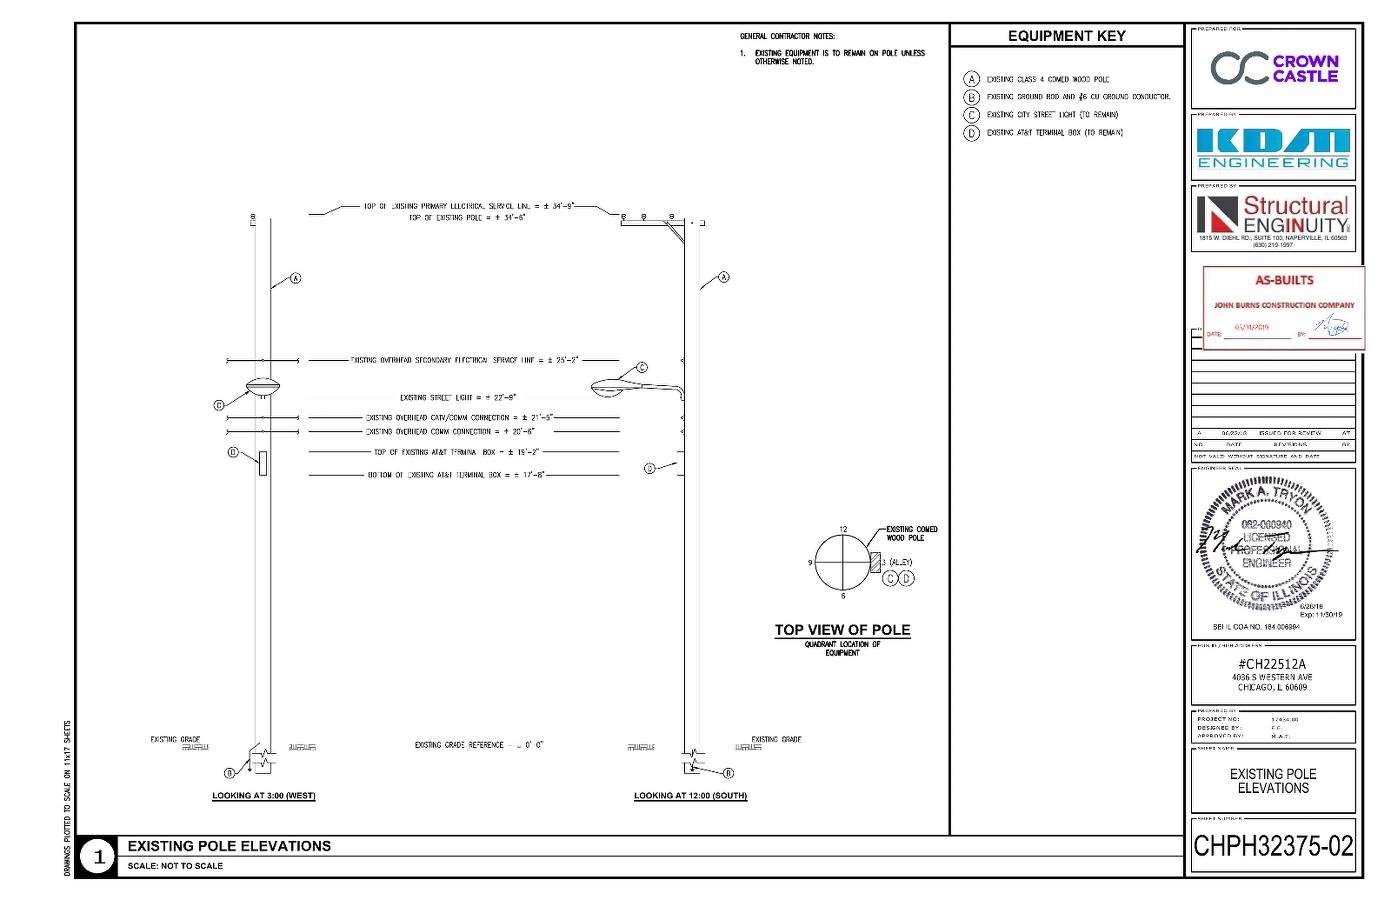 GENERAL CONTRACTOR NOTES:
1. EXISTING EQUIPMENT IS TO REMAIN ON POLE UNLESS
OTHERWISE NOTED.
TOP OF EXISTING PRIMARY ELECTRICAL SERVICE LINE = ± 34'-9"
TOP OF EXISTING POLE = ± 34'-6"
A
A
EXISTING OVERHEAD SECONDARY ELECTRICAL SERVICE LINE = ± 25'-2"
C
C
EXISTING STREET LIGHT = ± 22'-9"
EXISTING OVERHEAD CATV/COMM CONNECTION = ± 21'-5"
EXISTING OVERHEAD COMM CONNECTION = ± 20'-6"
D
TOP OF EXISTING AT&T TERMINAL BOX = ± 19'-2"
D
BOTTOM OF EXISTING AT&T TERMINAL BOX = ± 17'-8"
12
EXISTING COMED
WOOD POLE
9
3 (ALLEY)
C D
6
TOP VIEW OF POLE
QUADRANT LOCATION OF
EQUIPMENT
EXISTING GRADE
EXISTING GRADE REFERENCE
0'-0"
EXISTING GRADE
B
B
LOOKING AT 3:00 (WEST)
LOOKING AT 12:00 (SOUTH)
DRAWINGS PLOTTED TO SCALE ON 11x17 SHEETS
1
EXISTING POLE ELEVATIONS
SCALE: NOT TO SCALE
EQUIPMENT KEY
A EXISTING CLASS 4 COMED WOOD POLE
B EXISTING GROUND ROD AND #6 CU GROUND CONDUCTOR.
C EXISTING CITY STREET LIGHT (TO REMAIN)
D EXISTING AT&T TERMINAL BOX (TO REMAIN)
PREPARED FOR
CROWN
CASTLE
PREPARED BY
KDM
ENGINEERING
PREPARED BY
Structural
ENGINUITY
1815 W. DIEHL RD., SUITE 100, NAPERVILLE, IL 60563
(630) 219-1997
AS-BUILTS
JOHN BURNS CONSTRUCTION COMPANY
DATE: 05/31/2019 BY:
A 06/22/18 ISSUED FOR REVIEW AT
NO. DATE REVISIONS BY
NOT VALID WITHOUT SIGNATURE AND DATE
ENGINEER SEAL
MARK A. TRYON
062-000940
LICENSED
PROFESSIONAL
ENGINEER
STATE OF ILLINOIS
6/26/18
Exp: 11/30/19
SEI IL COA NO. 184.006994
#CH22512A
4036 S WESTERN AVE
CHICAGO, IL 60609
PREPARED BY
PROJECT NO: 17434.00
DESIGNED BY:
APPROVED BY: M.A.T.
SHEET NAME
EXISTING POLE
ELEVATIONS
SHEET NUMBER
CHPH32375-02